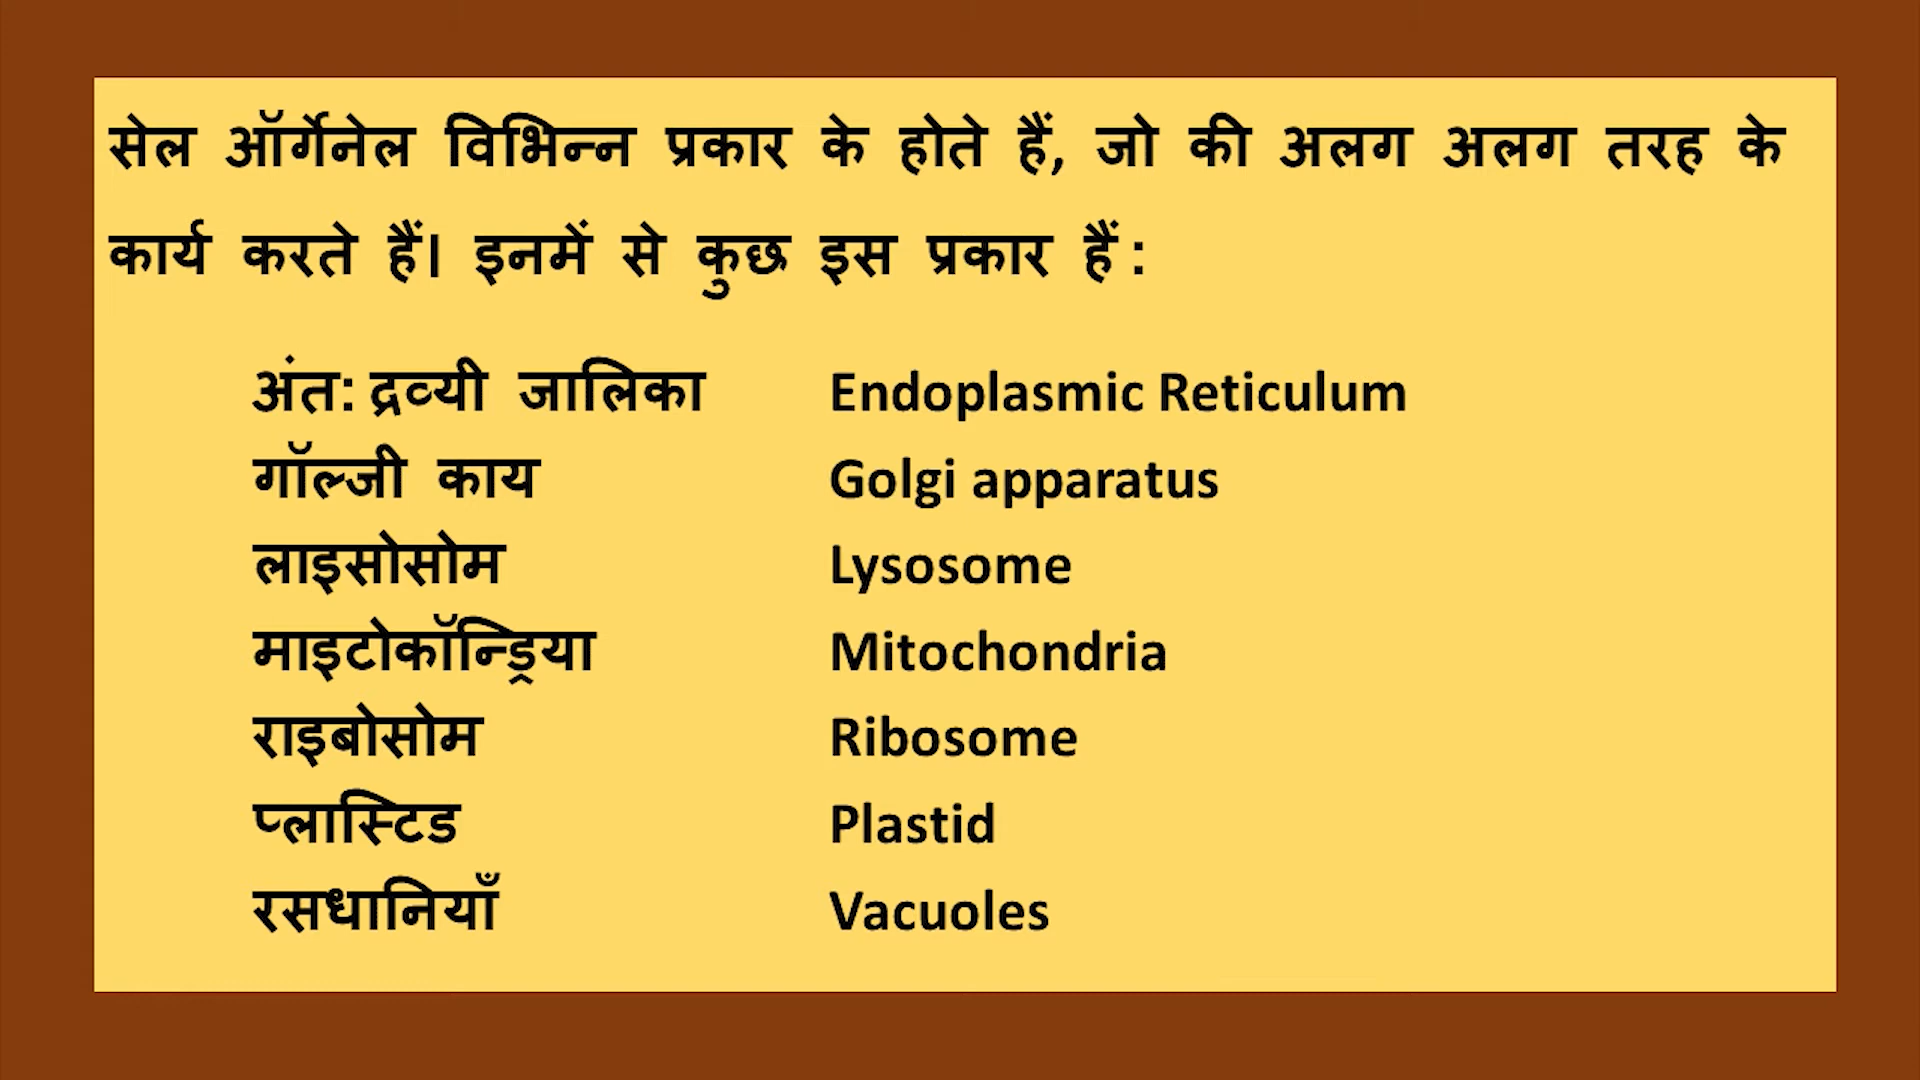 सेल ऑर्गेनेल विभिन्न प्रकार के होते हैं, जो की अलग अलग तरह के
कार्य करते हैं। इनमें से कुछ इस प्रकार हैं :
अंत: द्रव्यी जालिका Endoplasmic Reticulum
गॉल्जी काय Golgi apparatus
लाइसोसोम Lysosome
माइटोकॉन्ड्रिया Mitochondria
राइबोसोम Ribosome
प्लास्टिड Plastid
रसधानियाँ Vacuoles